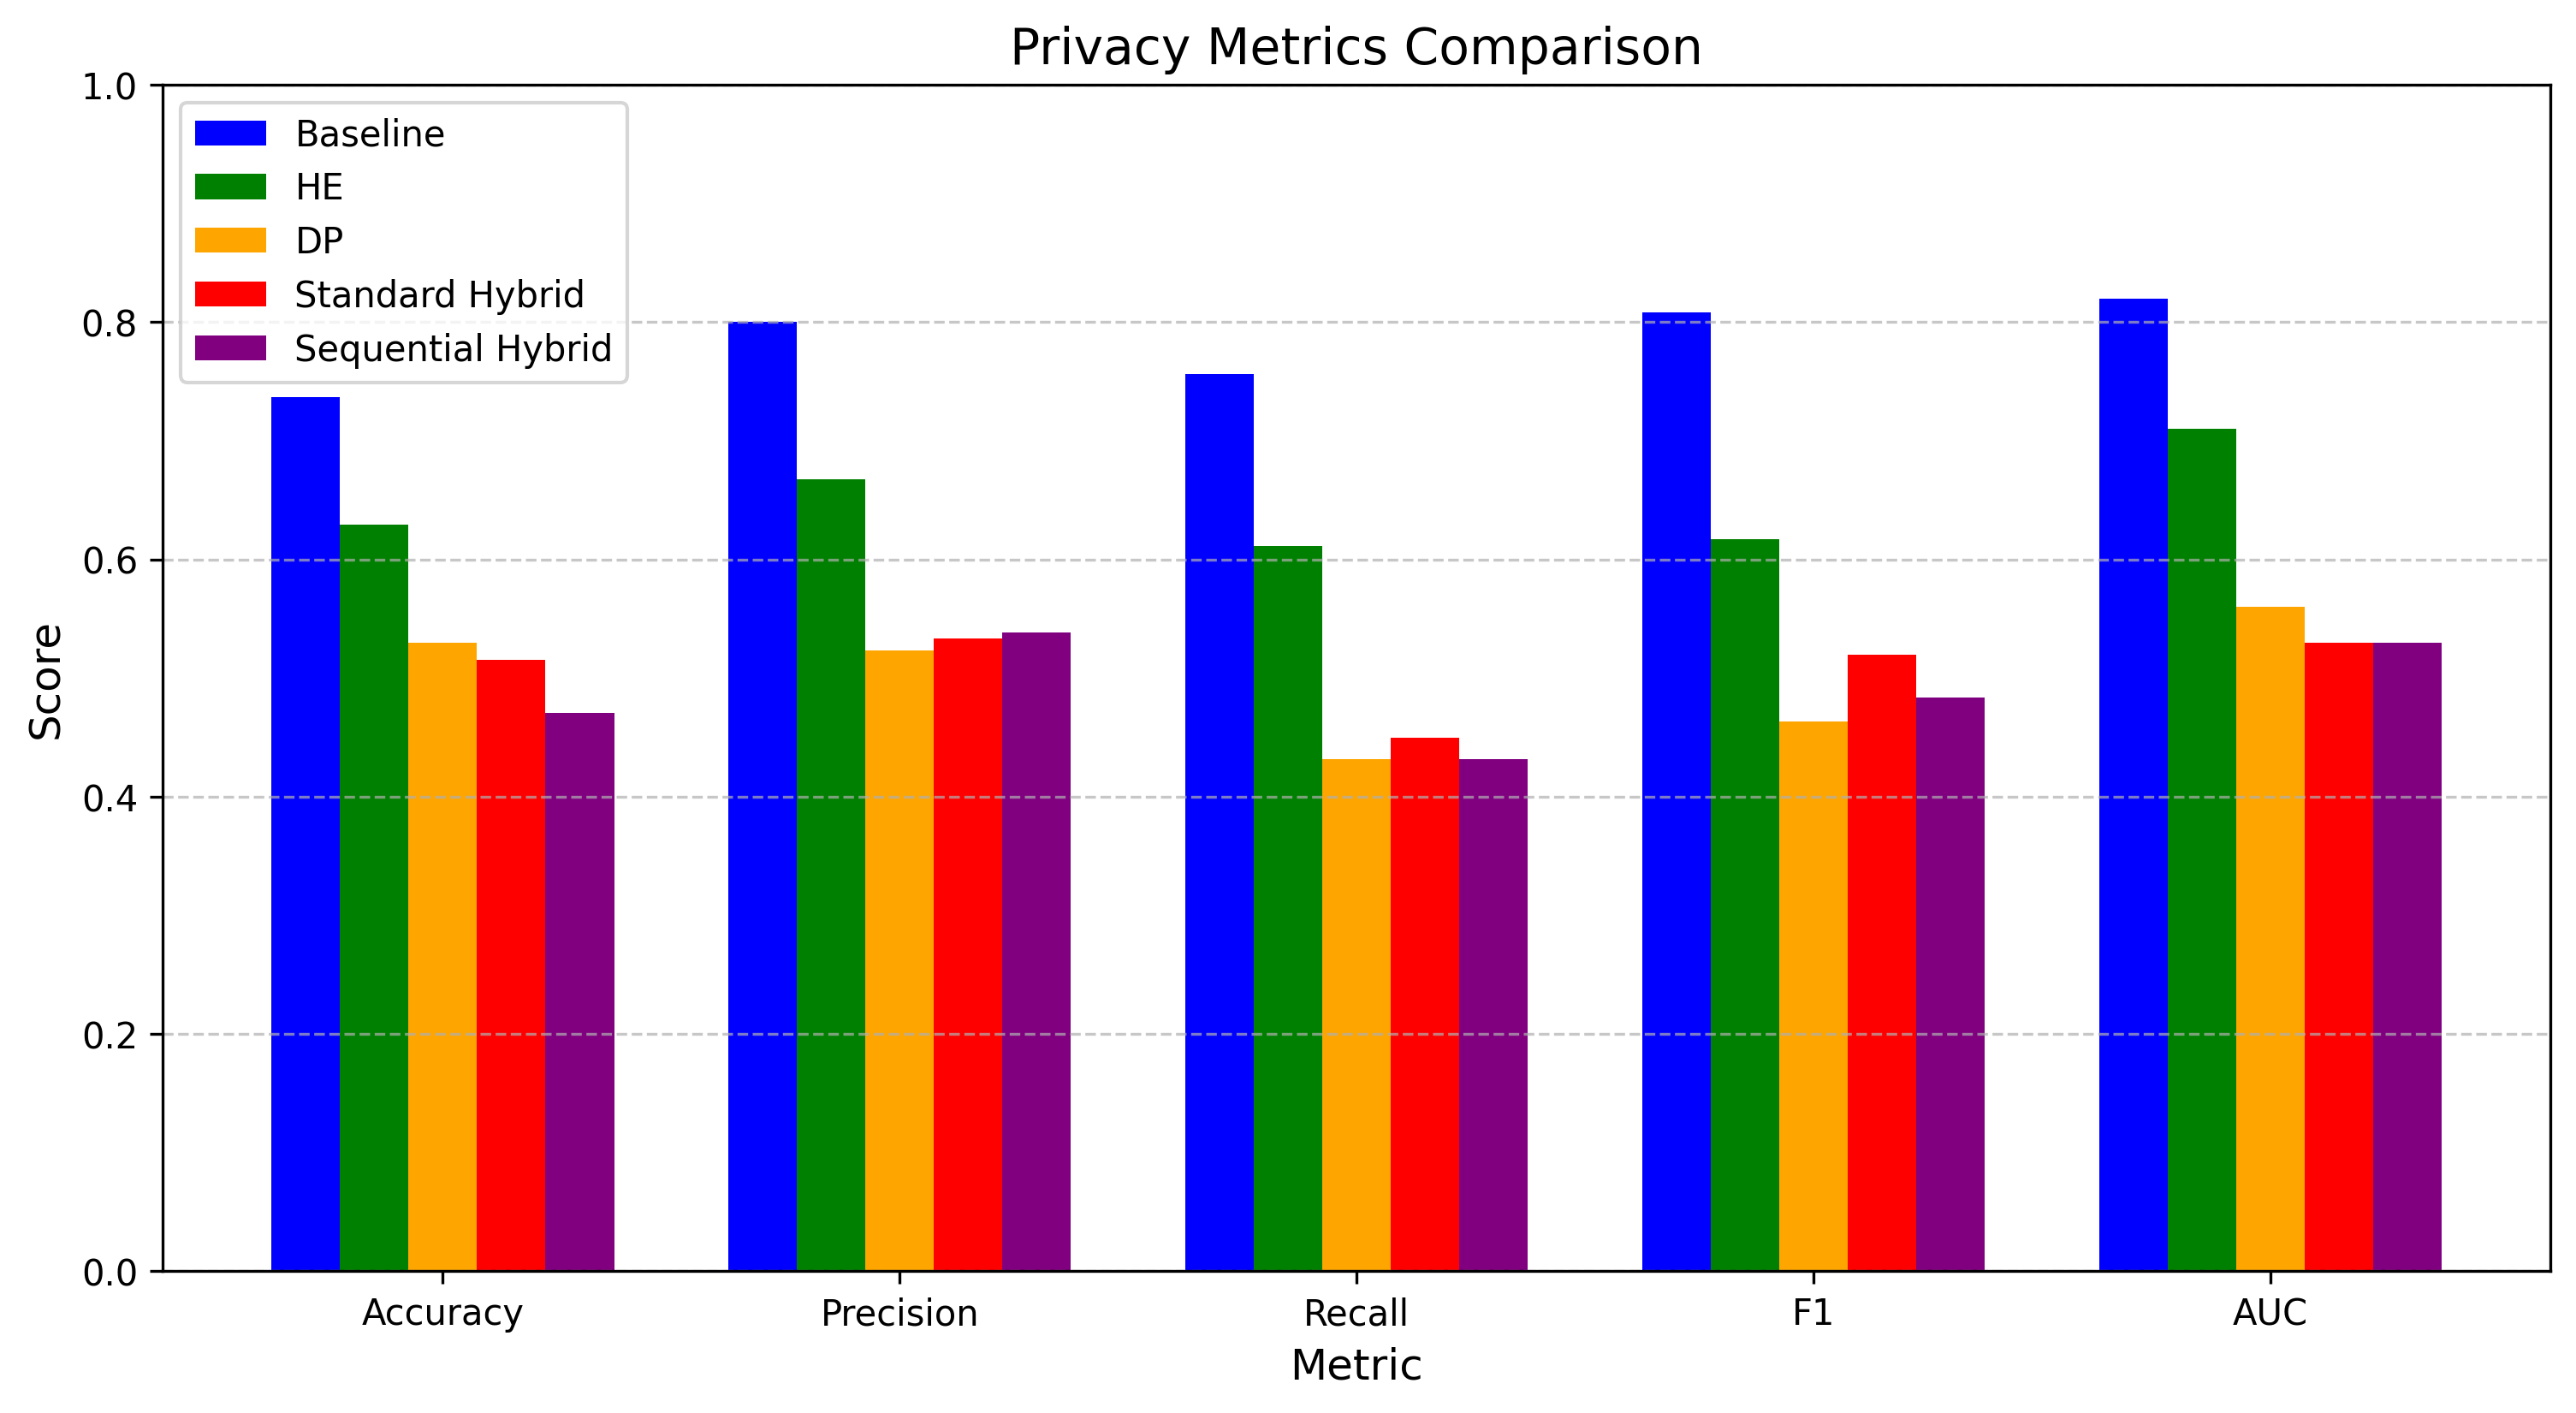 Privacy Metrics Comparison
1.0
0.8
0.6
0.4
0.2
0.0
Score
Baseline
HE
DP
Standard Hybrid
Sequential Hybrid
Accuracy
Precision
Recall
F1
AUC
Metric